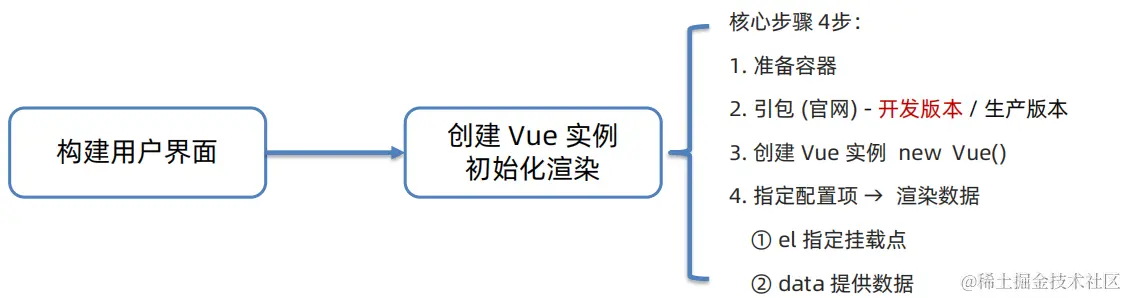 构建用户界面
创建 Vue 实例
初始化渲染
核心步骤 4步：
1. 准备容器
2. 引包 (官网) - 开发版本 / 生产版本
3. 创建 Vue 实例 new Vue()
4. 指定配置项 → 渲染数据
① el 指定挂载点
② data 提供数据
@稀土掘金技术社区